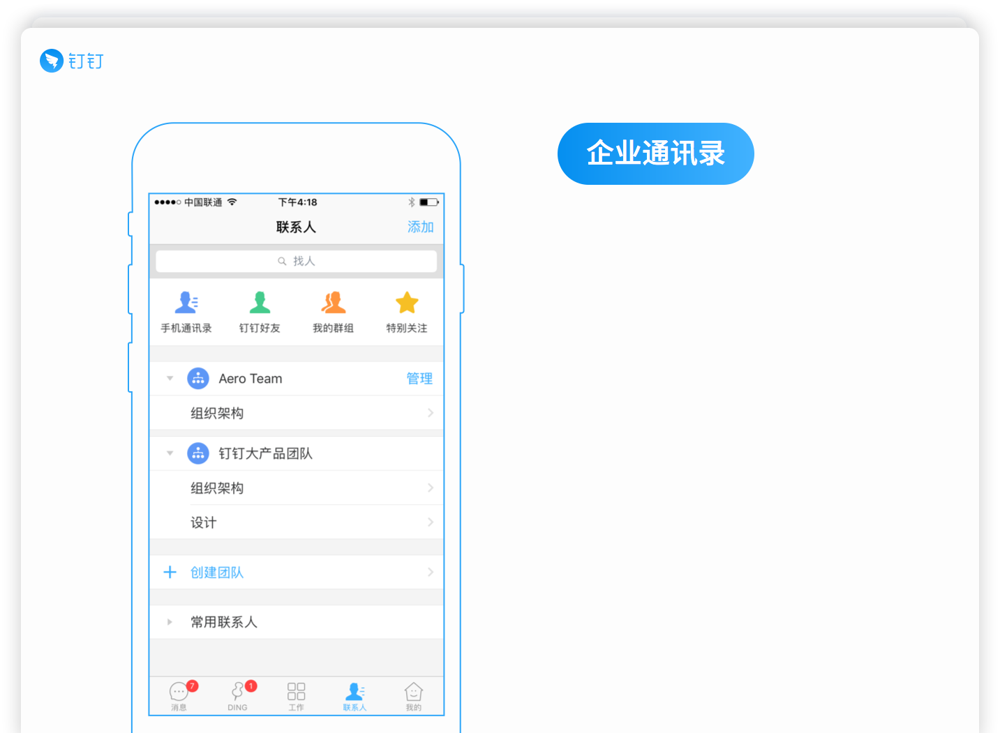 钉钉
企业通讯录
中国联通 下午4:18
联系人 添加
找人
手机通讯录 钉钉好友 我的群组 特别关注
Aero Team 管理
组织架构
钉钉大产品团队
组织架构
设计
创建团队
常用联系人
7 1
消息 DING 工作 联系人 我的